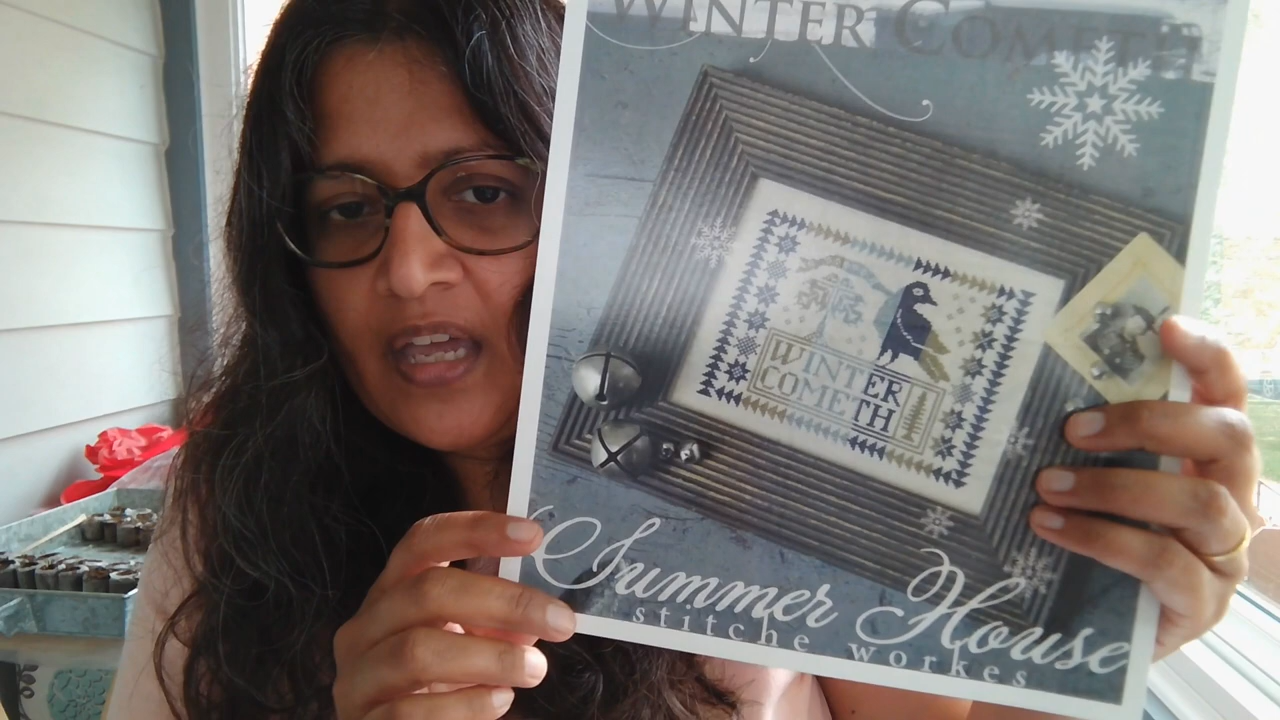 WINTER COMETH
WINTER
COMETH
Summer House
stitche workes